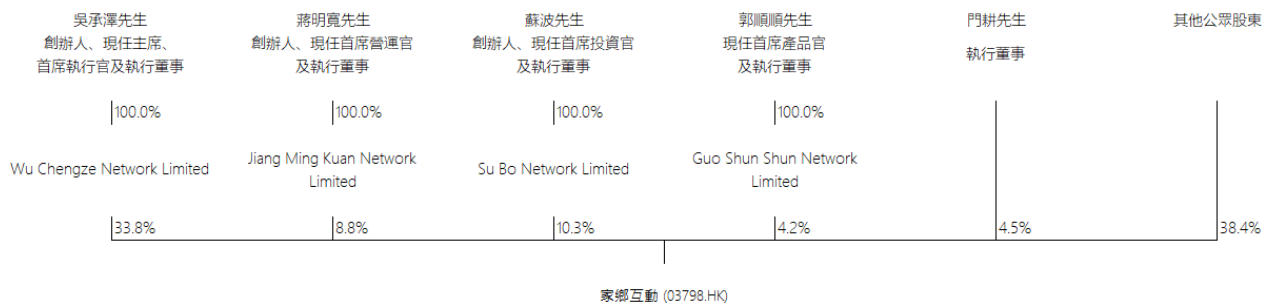 吳承澤先生
創辦人、現任主席、
首席執行官及執行董事
蔣明寬先生
創辦人、現任首席營運官
及執行董事
蘇波先生
創辦人、現任首席投資官
及執行董事
郭順順先生
現任首席產品官
及執行董事
門耕先生
執行董事
其他公眾股東
100.0%
100.0%
100.0%
100.0%
Wu Chengze Network Limited
Jiang Ming Kuan Network
Limited
Su Bo Network Limited
Guo Shun Shun Network
Limited
33.8%
8.8%
10.3%
4.2%
4.5%
38.4%
家鄉互動 (03798.HK)